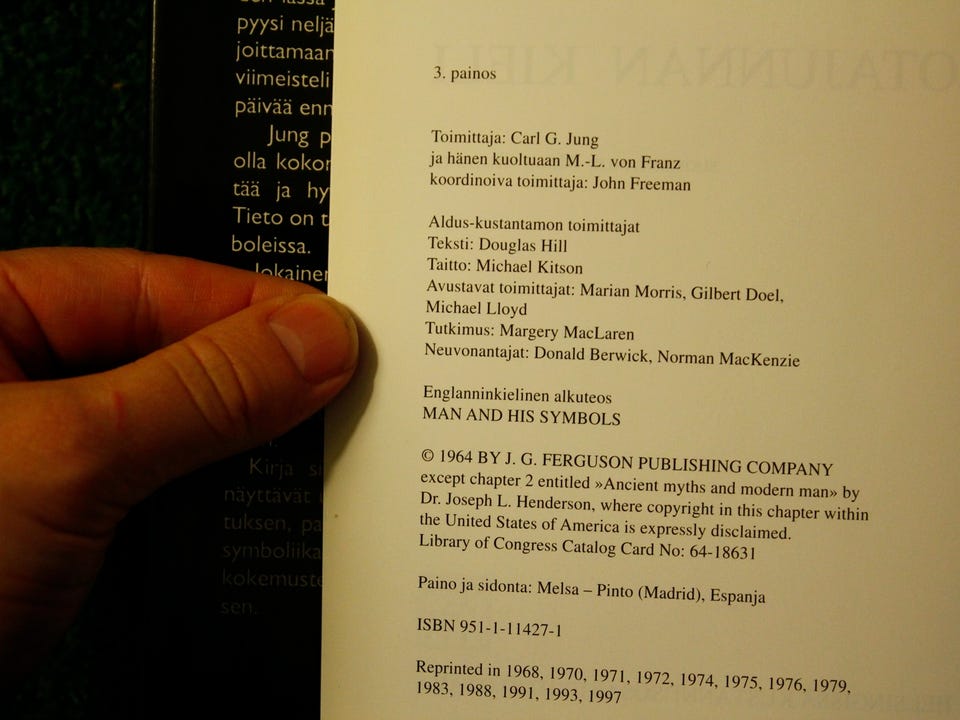 pyysi neljä
joittamaan
viimeisteli
päivää enn
Jung p
olla kokon
tää ja hy
Tieto on t
boleissa.
Jokainen
Kirja si
näyttävät
tuksen, pa
symboliika
kokemuste
sen.
OTAJUNNAN KIELI
3. painos
Toimittaja: Carl G. Jung
ja hänen kuoltuaan M.-L. von Franz
koordinoiva toimittaja: John Freeman
Aldus-kustantamon toimittajat
Teksti: Douglas Hill
Taitto: Michael Kitson
Avustavat toimittajat: Marian Morris, Gilbert Doel,
Michael Lloyd
Tutkimus: Margery MacLaren
Neuvonantajat: Donald Berwick, Norman MacKenzie
Englanninkielinen alkuteos
MAN AND HIS SYMBOLS
© 1964 BY J. G. FERGUSON PUBLISHING COMPANY
except chapter 2 entitled »Ancient myths and modern man» by
Dr. Joseph L. Henderson, where copyright in this chapter within
the United States of America is expressly disclaimed.
Library of Congress Catalog Card No: 64-18631
Paino ja sidonta: Melsa – Pinto (Madrid), Espanja
ISBN 951-1-11427-1
Reprinted in 1968, 1970, 1971, 1972, 1974, 1975, 1976, 1979,
1983, 1988, 1991, 1993, 1997